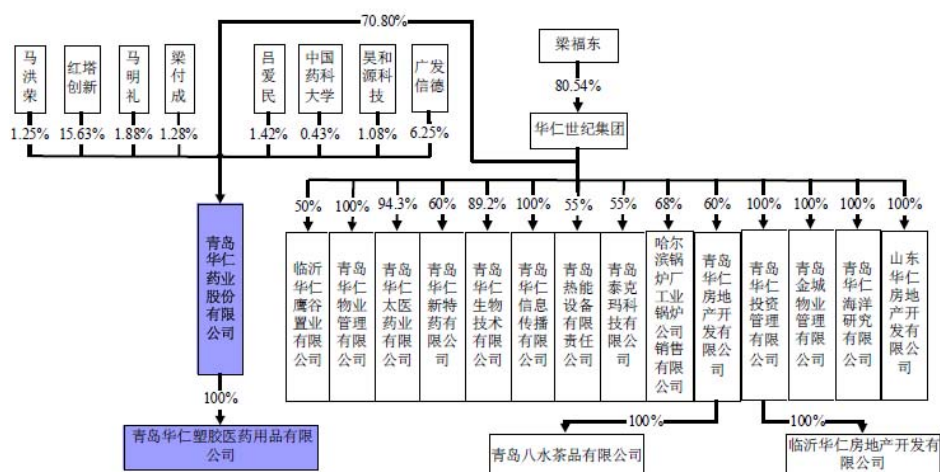 70.80%
梁福东
80.54%
华仁世纪集团
马洪荣
红塔创新
马明礼
梁付成
吕爱民
中国药科大学
昊和源科技
广发信德
1.25%
15.63%
1.88%
1.28%
1.42%
0.43%
1.08%
6.25%
50%
100%
94.3%
60%
89.2%
100%
55%
55%
68%
60%
100%
100%
100%
100%
青岛华仁药业股份有限公司
临沂华仁鹰谷置业有限公司
青岛华仁物业管理有限公司
青岛华仁太医药业有限公司
青岛华仁新特药有限公司
青岛华仁生物技术有限公司
青岛华仁信息传播有限公司
青岛热能设备有限责任公司
青岛泰克玛科技有限公司
哈尔滨锅炉厂工业锅炉公司销售有限公司
青岛华仁房地产开发有限公司
青岛华仁投资管理有限公司
青岛金城物业管理有限公司
青岛华仁海洋研究有限公司
山东华仁房地产开发有限公司
100%
100%
100%
青岛华仁塑胶医药用品有限
公司
青岛八水茶品有限公司
临沂华仁房地产开发有
限公司